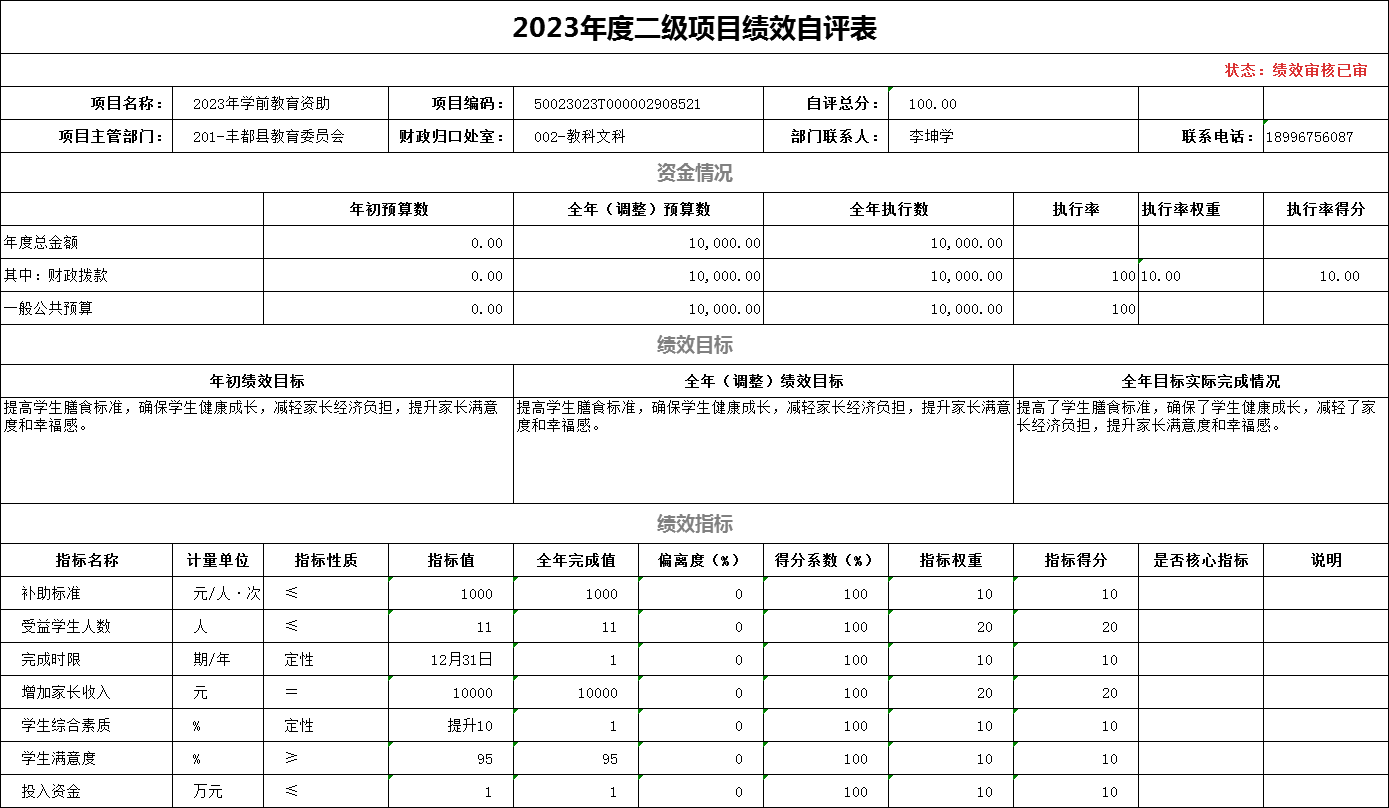 2023年度二级项目绩效自评表
状态：绩效审核已审
项目名称： 2023年学前教育资助 项目编码： 50023023T000002908521 自评总分： 100.00
项目主管部门： 201-丰都县教育委员会 财政归口处室： 002-教科文科 部门联系人： 李坤学 联系电话： 18996756087
资金情况
年初预算数 全年（调整）预算数 全年执行数 执行率 执行率权重 执行率得分
年度总金额 0.00 10,000.00 10,000.00
其中：财政拨款 0.00 10,000.00 10,000.00 100 10.00 10.00
一般公共预算 0.00 10,000.00 10,000.00 100
绩效目标
年初绩效目标 全年（调整）绩效目标 全年目标实际完成情况
提高学生膳食标准，确保学生健康成长，减轻家长经济负担，提升家长满意
度和幸福感。
提高学生膳食标准，确保学生健康成长，减轻家长经济负担，提升家长满意
度和幸福感。
提高了学生膳食标准，确保了学生健康成长，减轻了家
长经济负担，提升家长满意度和幸福感。
绩效指标
指标名称 计量单位 指标性质 指标值 全年完成值 偏离度（%） 得分系数（%） 指标权重 指标得分 是否核心指标 说明
补助标准 元/人·次 ≤ 1000 1000 0 100 10 10
受益学生人数 人 ≤ 11 11 0 100 20 20
完成时限 期/年 定性 12月31日 1 0 100 10 10
增加家长收入 元 ＝ 10000 10000 0 100 20 20
学生综合素质 % 定性 提升10 1 0 100 10 10
学生满意度 % ≥ 95 95 0 100 10 10
投入资金 万元 ≤ 1 1 0 100 10 10